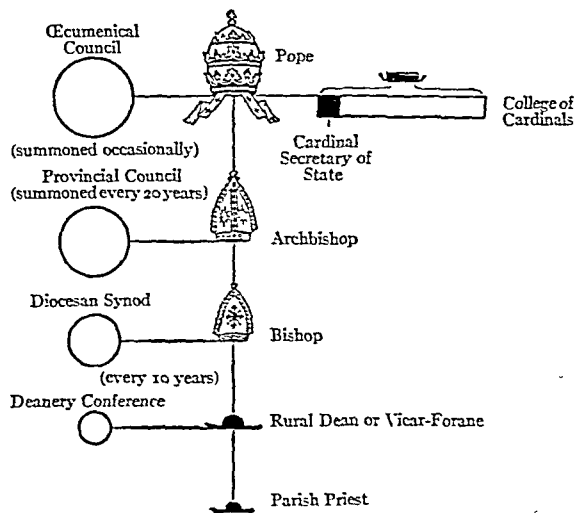 Œcumenical
Council
Pope
College of
Cardinals
Cardinal
Secretary of
State
(summoned occasionally)
Provincial Council
(summoned every 20 years)
Archbishop
Diocesan Synod
Bishop
(every 10 years)
Deanery Conference
Rural Dean or Vicar-Forane
Parish Priest